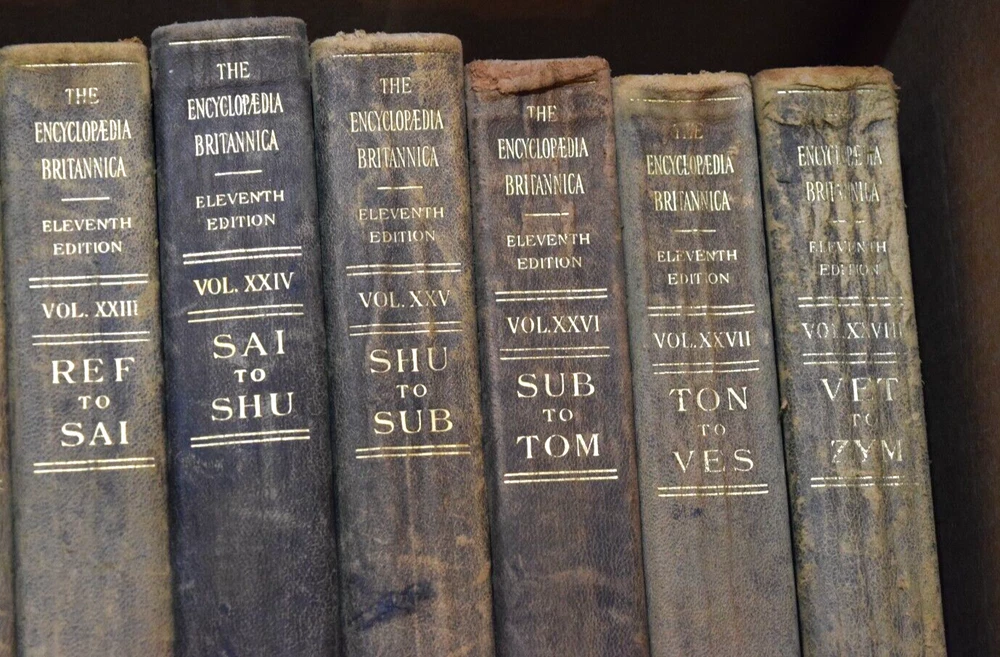 THE
ENCYCLOPÆDIA
BRITANNICA
ELEVENTH
EDITION
VOL. XXIII
REF
TO
SAI
THE
ENCYCLOPÆDIA
BRITANNICA
ELEVENTH
EDITION
VOL. XXIV
SAI
TO
SHU
THE
ENCYCLOPÆDIA
BRITANNICA
ELEVENTH
EDITION
VOL. XXV
SHU
TO
SUB
THE
ENCYCLOPÆDIA
BRITANNICA
ELEVENTH
EDITION
VOL. XXVI
SUB
TO
TOM
THE
ENCYCLOPÆDIA
BRITANNICA
ELEVENTH
EDITION
VOL. XXVII
TON
TO
VES
ENCYCLOPÆDIA
BRITANNICA
ELEVENTH
EDITION
VOL. XXVIII
VET
TO
ZYM